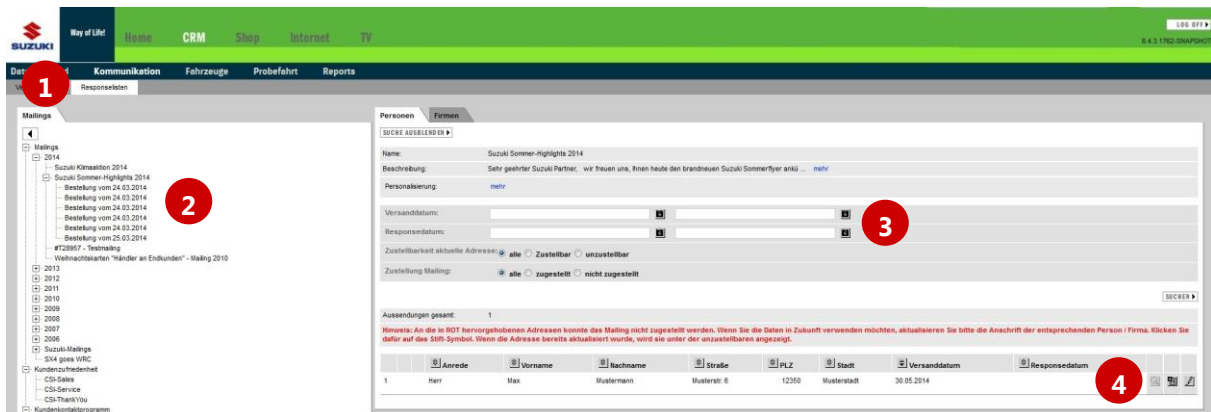 LOG OFF
Way of Life!
Home CRM Shop Internet TV
SUZUKI
6.4.3.1762-SNAPSHOT
Kommunikation Fahrzeuge Probefahrt Reports
1
Responselisten
Mailings
Personen Firmen
SUCHE AUSBLENDEN
Mailings
2014
Suzuki Klimaaktion 2014
Suzuki Sommer-Highlights 2014
Bestellung vom 24.03.2014
Bestellung vom 24.03.2014
Bestellung vom 24.03.2014
Bestellung vom 24.03.2014
Bestellung vom 24.03.2014
Bestellung vom 25.03.2014
#T28957 - Testmailing
Weihnachtskarten "Händler an Endkunden" - Mailing 2010
2013
2012
2011
2010
2009
2008
2007
2006
Suzuki-Mailings
SX4 goes WRC
Kundenzufriedenheit
CSI-Sales
CSI-Service
CSI-ThankYou
Kundenkontaktprogramm
2
Name: Suzuki Sommer-Highlights 2014
Beschreibung: Sehr geehrter Suzuki Partner, wir freuen uns, Ihnen heute den brandneuen Suzuki Sommerflyer ankü ... mehr
Personalisierung: mehr
Versanddatum:
3
Responsedatum:
Zustellbarkeit aktuelle Adresse: alle Zustellbar unzustellbar
Zustellung Mailing: alle zugestellt nicht zugestellt
SUCHEN
Aussendungen gesamt: 1
Hinweis: An die in ROT hervorgehobenen Adressen konnte das Mailing nicht zugestellt werden. Wenn Sie die Daten in Zukunft verwenden möchten, aktualisieren Sie bitte die Anschrift der entsprechenden Person / Firma. Klicken Sie
dafür auf das Stift-Symbol. Wenn die Adresse bereits aktualisiert wurde, wird sie unter der unzustellbaren angezeigt.
Anrede Vorname Nachname Straße PLZ Stadt Versanddatum Responsedatum
1 Herr Max Mustermann Musterstr. 6 12350 Musterstadt 30.05.2014
4